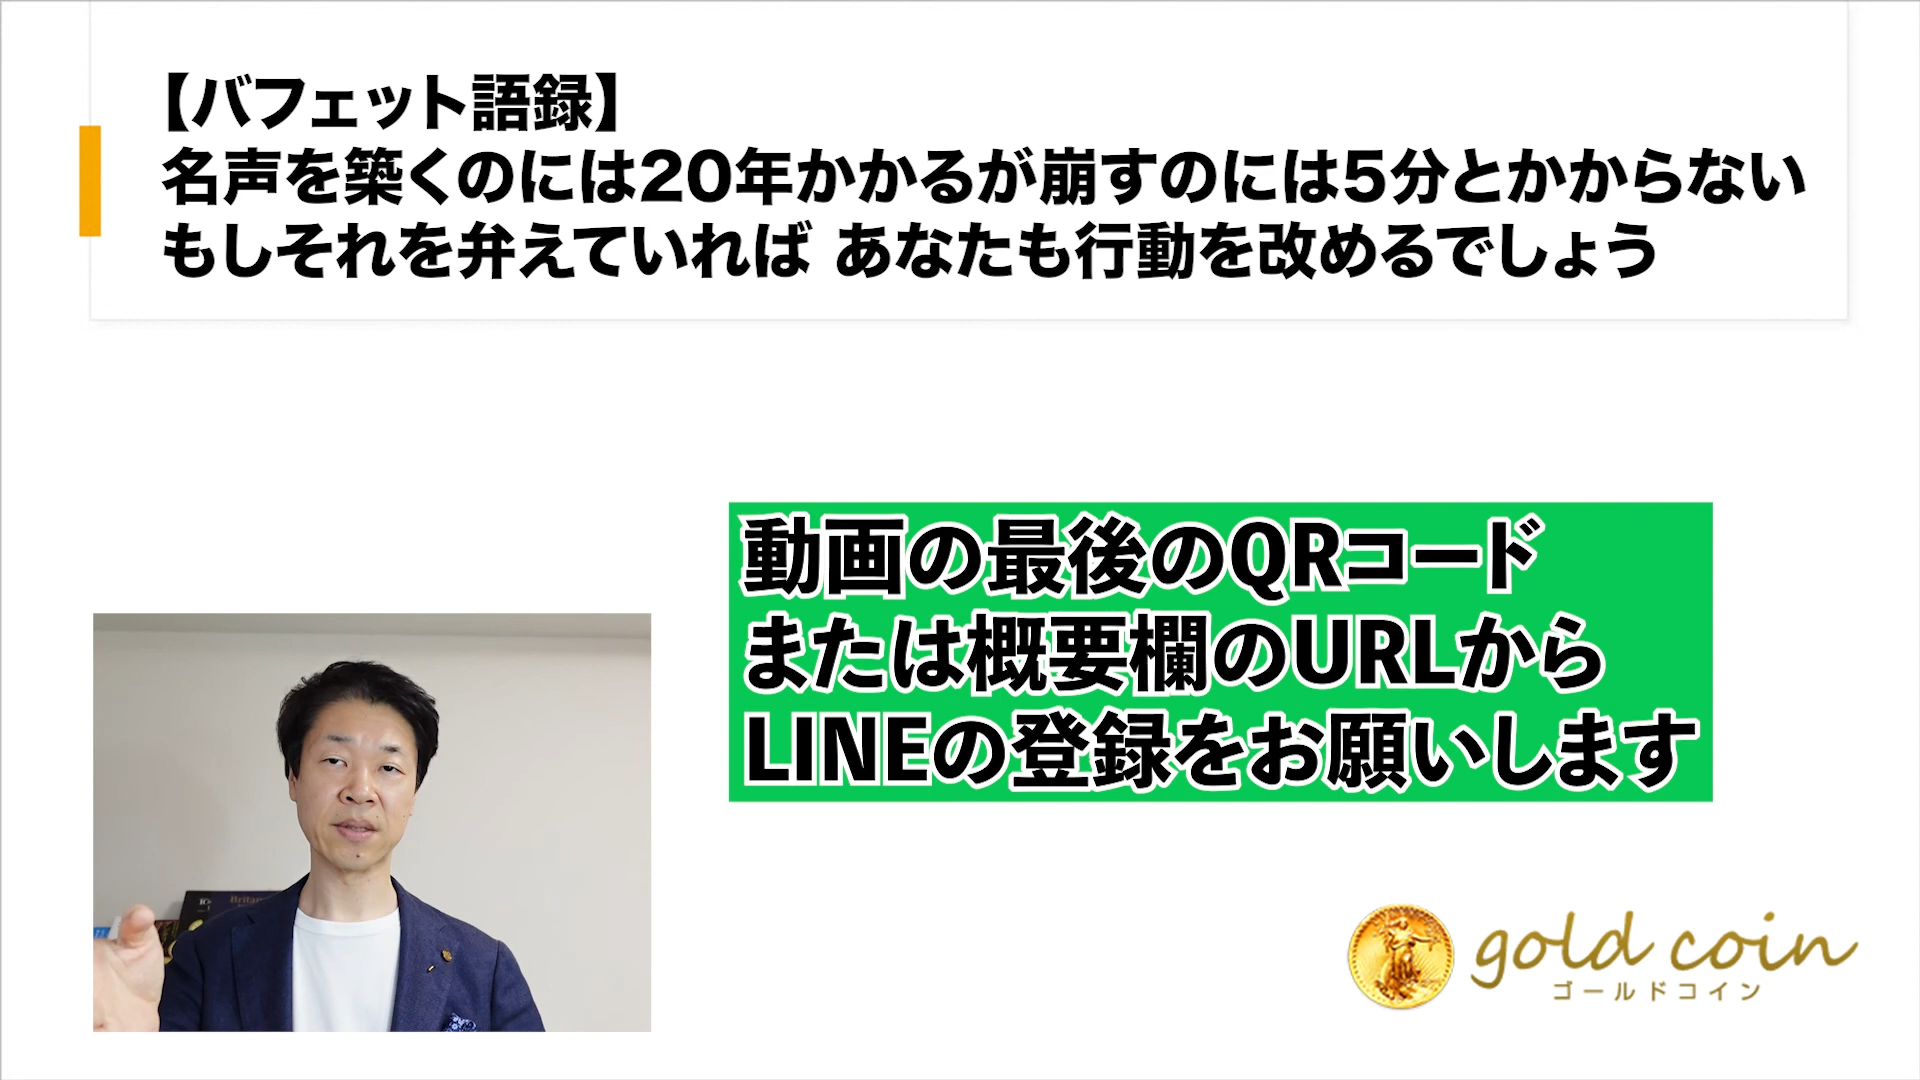 【バフェット語録】
名声を築くのには20年かかるが崩すのには5分とかからない
もしそれを弁えていれば あなたも行動を改めるでしょう
動画の最後のQRコード
または概要欄のURLから
LINEの登録をお願いします
gold coin
ゴールドコイン